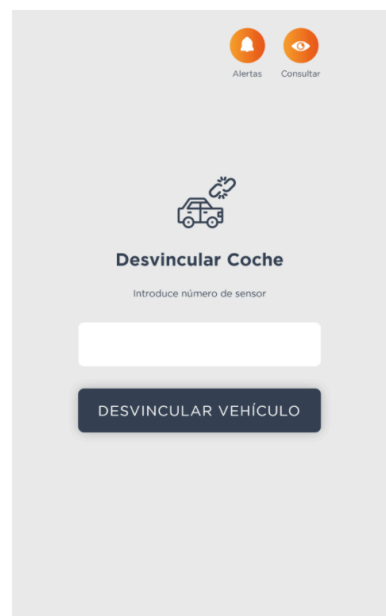 Alertas Consultar
Desvincular Coche
Introduce número de sensor
DESVINCULAR VEHÍCULO